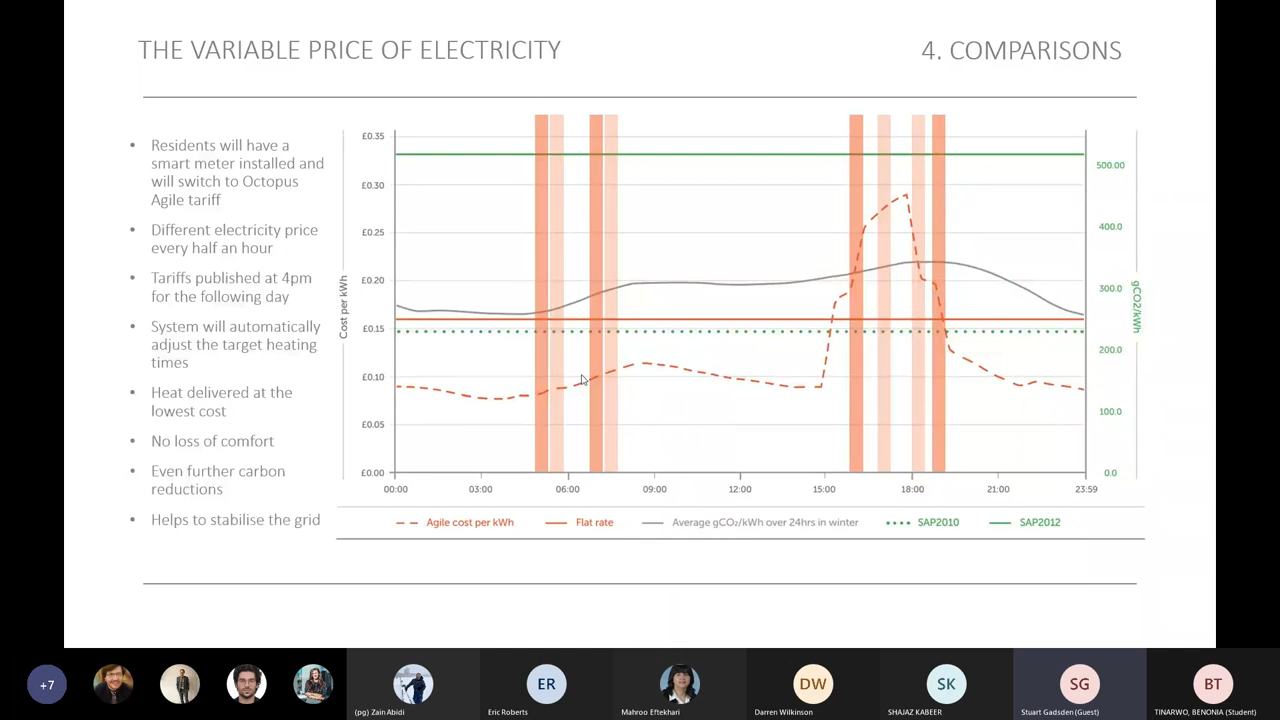 THE VARIABLE PRICE OF ELECTRICITY
4. COMPARISONS
• Residents will have a
smart meter installed and
will switch to Octopus
Agile tariff
• Different electricity price
every half an hour
• Tariffs published at 4pm
for the following day
• System will automatically
adjust the target heating
times
• Heat delivered at the
lowest cost
• No loss of comfort
• Even further carbon
reductions
• Helps to stabilise the grid
Cost per kWh
£0.35
£0.30
£0.25
£0.20
£0.15
£0.10
£0.05
£0.00
00:00 03:00 06:00 09:00 12:00 15:00 18:00 21:00 23:59
500.00
400.0
300.0
200.0
100.0
0.0
gCO2/kWh
Agile cost per kWh Flat rate Average gCO₂/kWh over 24hrs in winter SAP2010 SAP2012
+7
ER
DW
SK
SG
BT
(pg) Zain Abidi
Eric Roberts
Mahroo Eftekhari
Darren Wilkinson
SHAJAZ KABEER
Stuart Gadsden (Guest)
TINARWO, BENONIA (Student)